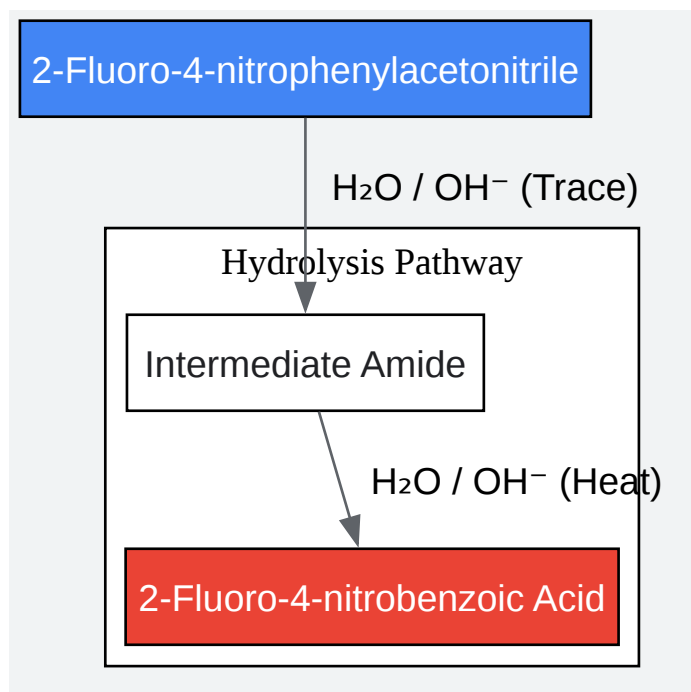 2-Fluoro-4-nitrophenylacetonitrile
H₂O / OH⁻ (Trace)
Hydrolysis Pathway
Intermediate Amide
H₂O / OH⁻ (Heat)
2-Fluoro-4-nitrobenzoic Acid